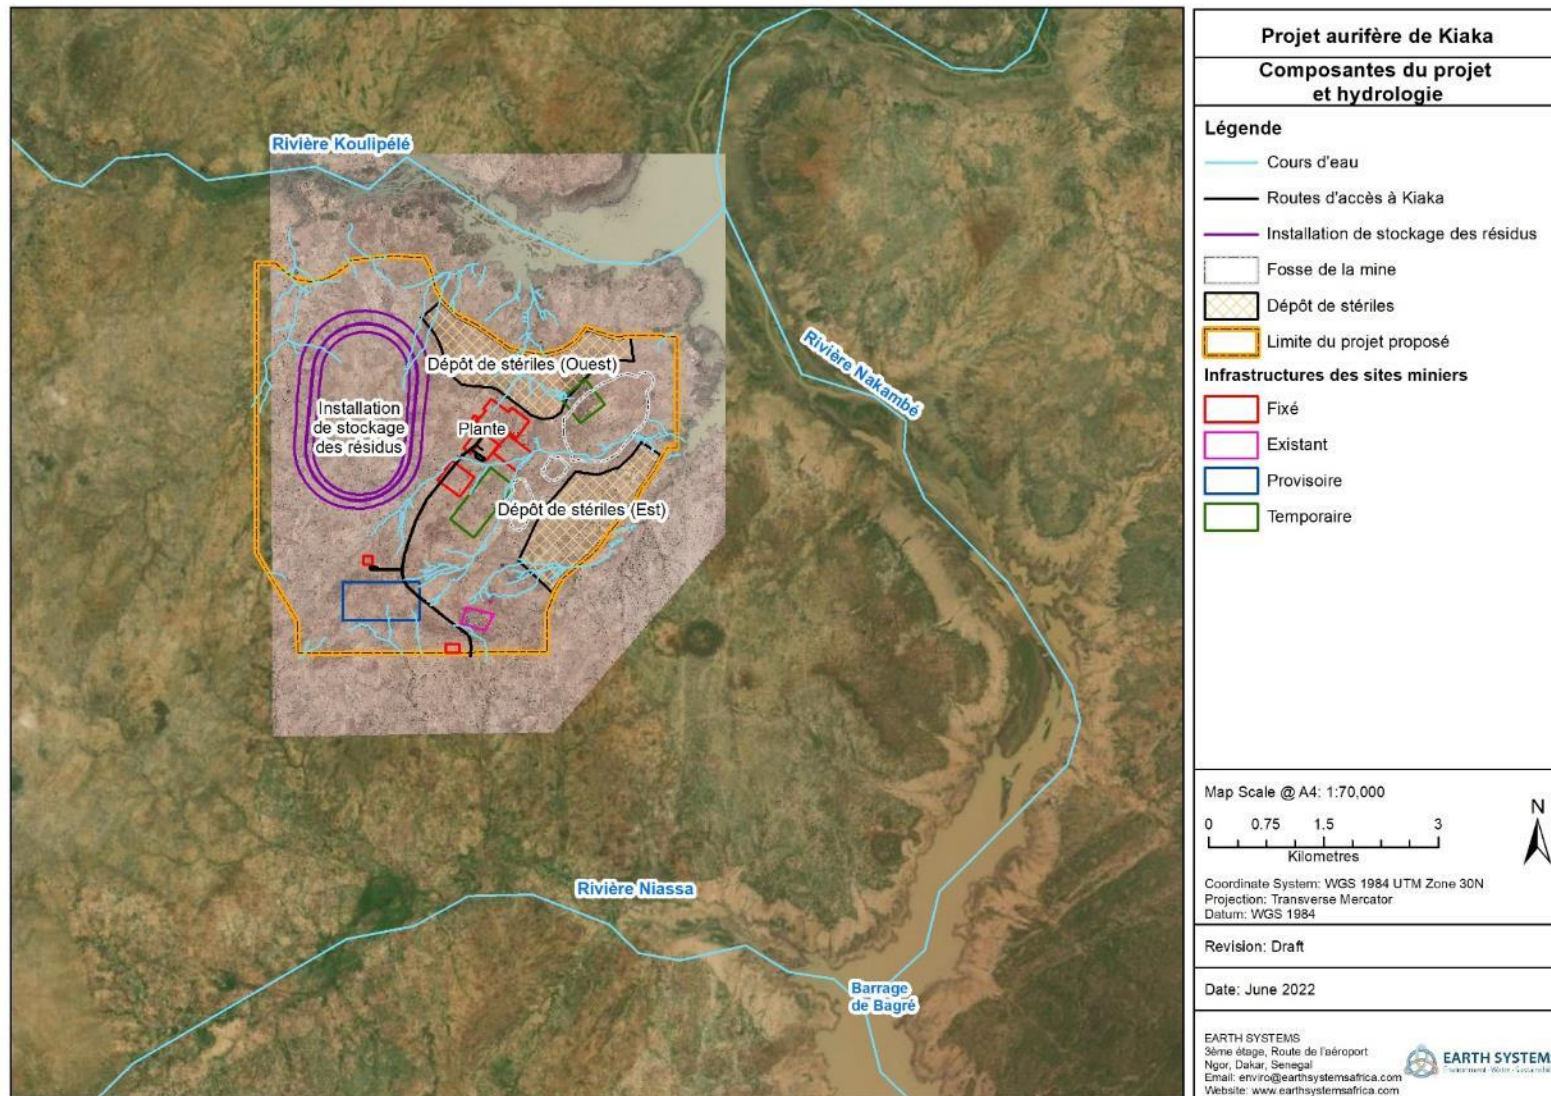 Projet aurifère de Kiaka
Composantes du projet
et hydrologie
Légende
Cours d'eau
Routes d'accès à Kiaka
Installation de stockage des résidus
Fosse de la mine
Dépôt de stériles
Limite du projet proposé
Infrastructures des sites miniers
Fixé
Existant
Provisoire
Temporaire
Map Scale @ A4: 1:70,000
N
0 0.75 1.5 3
Kilometres
Coordinate System: WGS 1984 UTM Zone 30N
Projection: Transverse Mercator
Datum: WGS 1984
Revision: Draft
Date: June 2022
EARTH SYSTEMS
3ème étage, Route de l'aéroport
Ngor, Dakar, Senegal
Email: enviro@earthsystemsafrica.com
Website: www.earthsystemsafrica.com
EARTH SYSTEMS
Environment - Water - Sustainability
Rivière Koulipélé
Rivière Nakambé
Dépôt de stériles (Ouest)
Installation
de stockage
des résidus
Plante
Dépôt de stériles (Est)
Rivière Niassa
Barrage
de Bagré